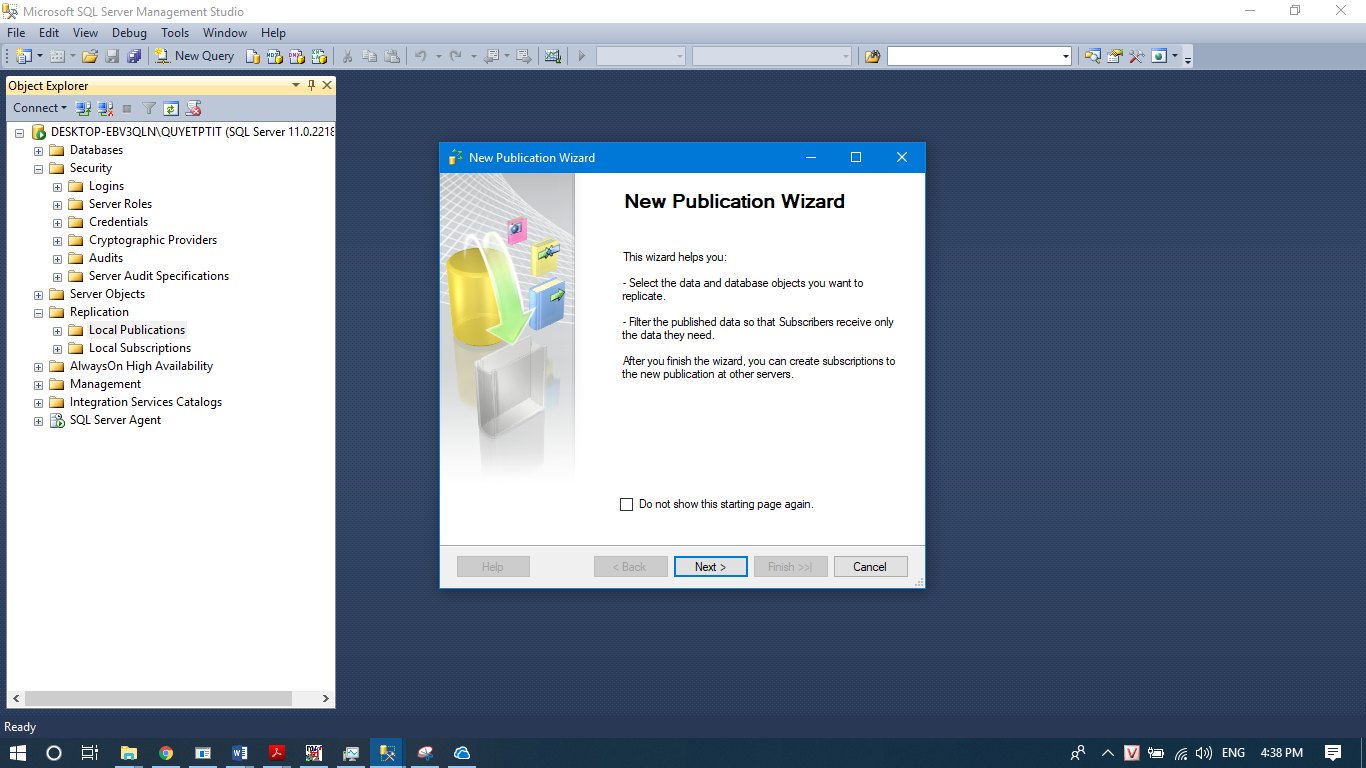 Microsoft SQL Server Management Studio
File Edit View Debug Tools Window Help
New Query
Object Explorer
Connect
DESKTOP-EBV3QLN\QUYETPTIT (SQL Server 11.0.2218
Databases
Security
Logins
Server Roles
Credentials
Cryptographic Providers
Audits
Server Audit Specifications
Server Objects
Replication
Local Publications
Local Subscriptions
AlwaysOn High Availability
Management
Integration Services Catalogs
SQL Server Agent
New Publication Wizard
New Publication Wizard
This wizard helps you:
- Select the data and database objects you want to
replicate.
- Filter the published data so that Subscribers receive only
the data they need.
After you finish the wizard, you can create subscriptions to
the new publication at other servers.
Do not show this starting page again.
Help < Back Next > Finish >>| Cancel
Ready
ENG 4:38 PM